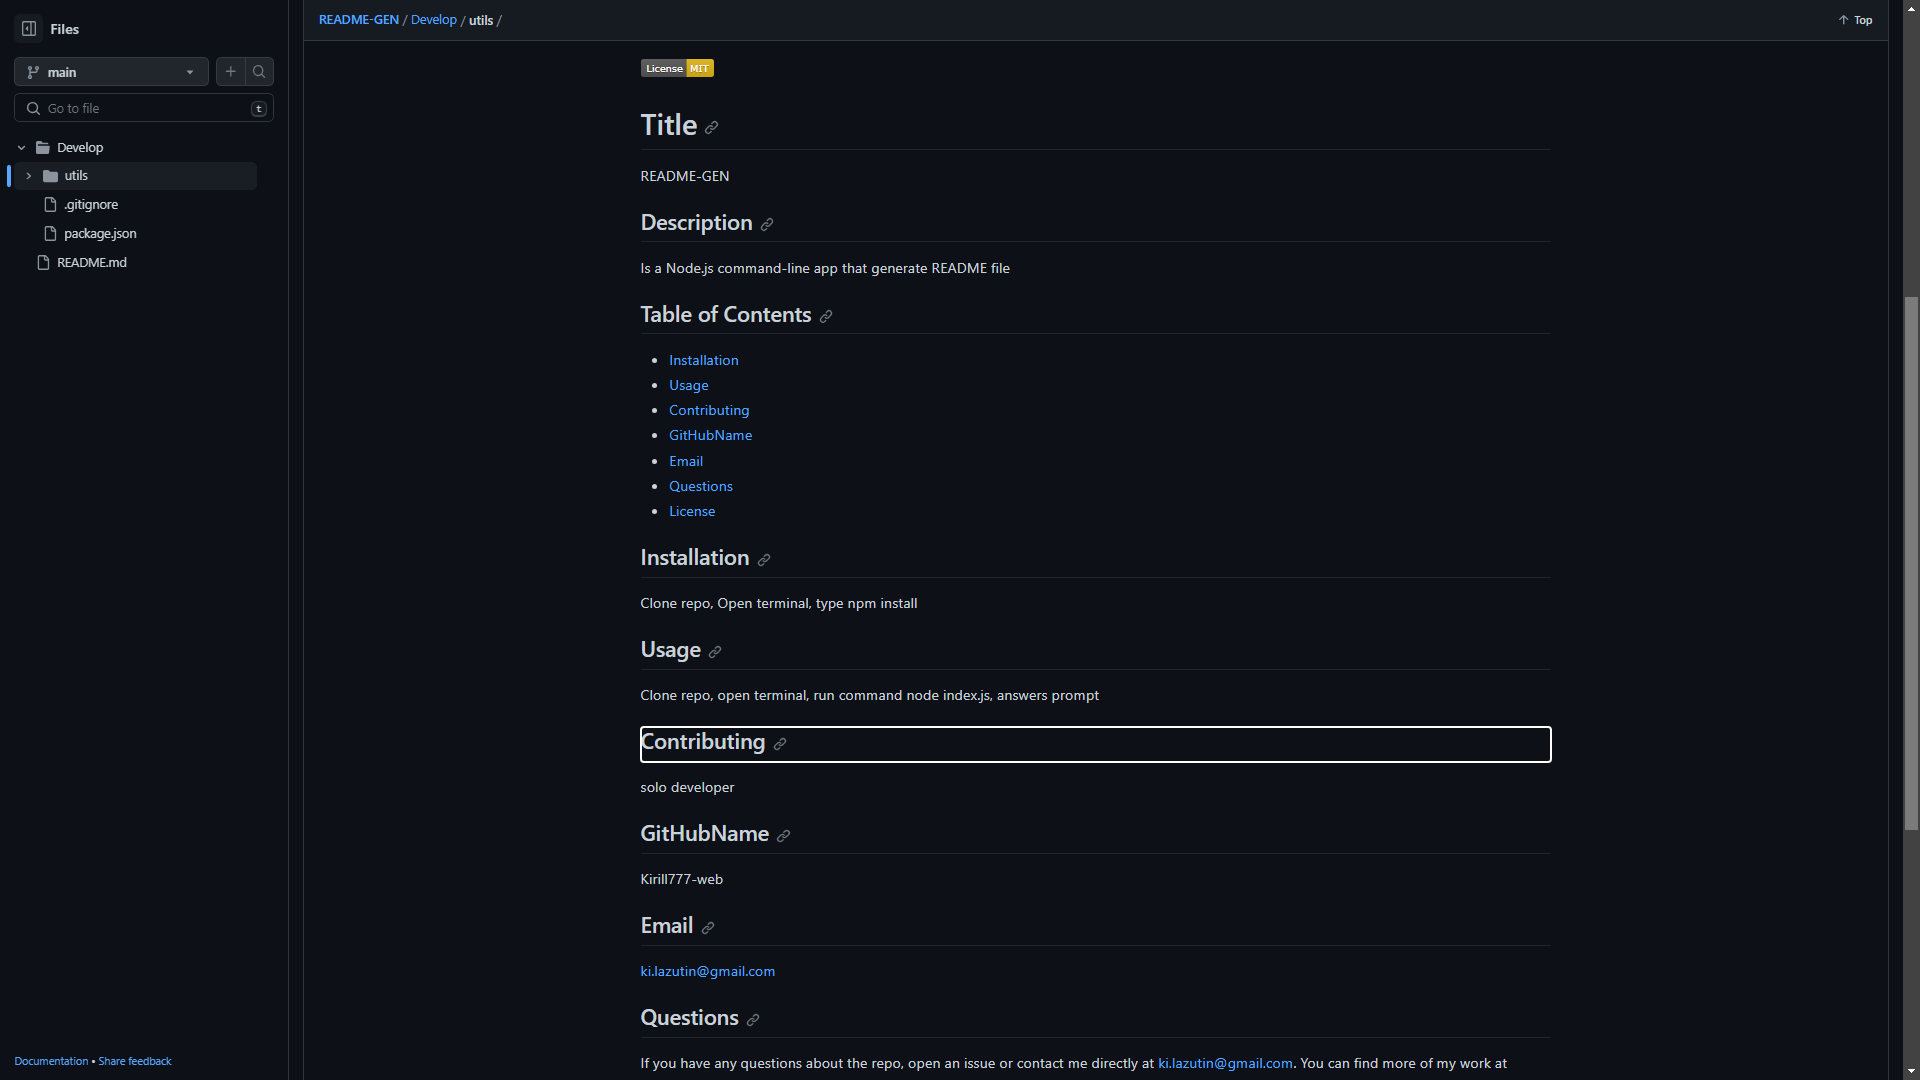 Files
main
Go to file
t
Develop
utils
.gitignore
package.json
README.md
Documentation • Share feedback
README-GEN / Develop / utils /
Top
License MIT
Title
README-GEN
Description
Is a Node.js command-line app that generate README file
Table of Contents
• Installation
• Usage
• Contributing
• GitHubName
• Email
• Questions
• License
Installation
Clone repo, Open terminal, type npm install
Usage
Clone repo, open terminal, run command node index.js, answers prompt
Contributing
solo developer
GitHubName
Kirill777-web
Email
ki.lazutin@gmail.com
Questions
If you have any questions about the repo, open an issue or contact me directly at ki.lazutin@gmail.com. You can find more of my work at